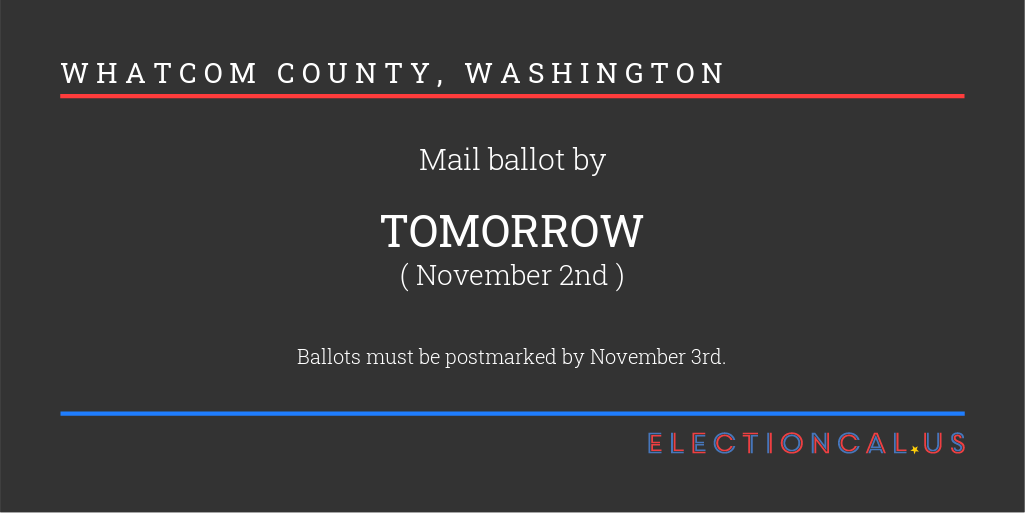 WHATCOM COUNTY, WASHINGTON
Mail ballot by
TOMORROW
( November 2nd )
Ballots must be postmarked by November 3rd.
ELECTIONCAL.US